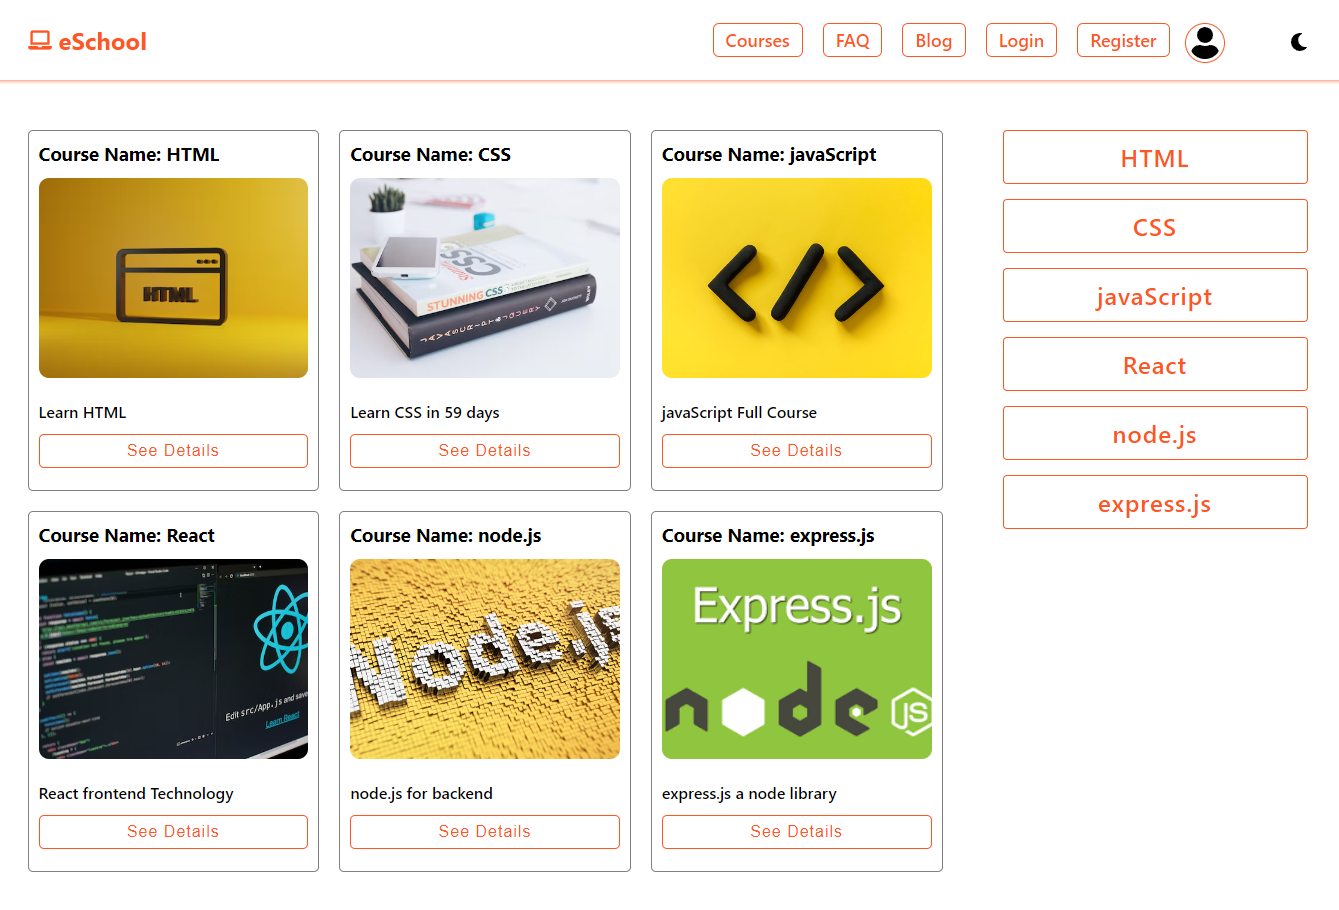 eSchool
Courses
FAQ
Blog
Login
Register
Course Name: HTML
HTML
Learn HTML
See Details
Course Name: CSS
CSS
STUNNING CSS
JAVASCRIPT & JQUERY
WILEY
Learn CSS in 59 days
See Details
Course Name: javaScript
</>
javaScript Full Course
See Details
HTML
CSS
javaScript
React
node.js
express.js
Course Name: React
Edit src/App.js and save
Learn React
React frontend Technology
See Details
Course Name: node.js
Node.js
node.js for backend
See Details
Course Name: express.js
Express.js
node
JS
express.js a node library
See Details